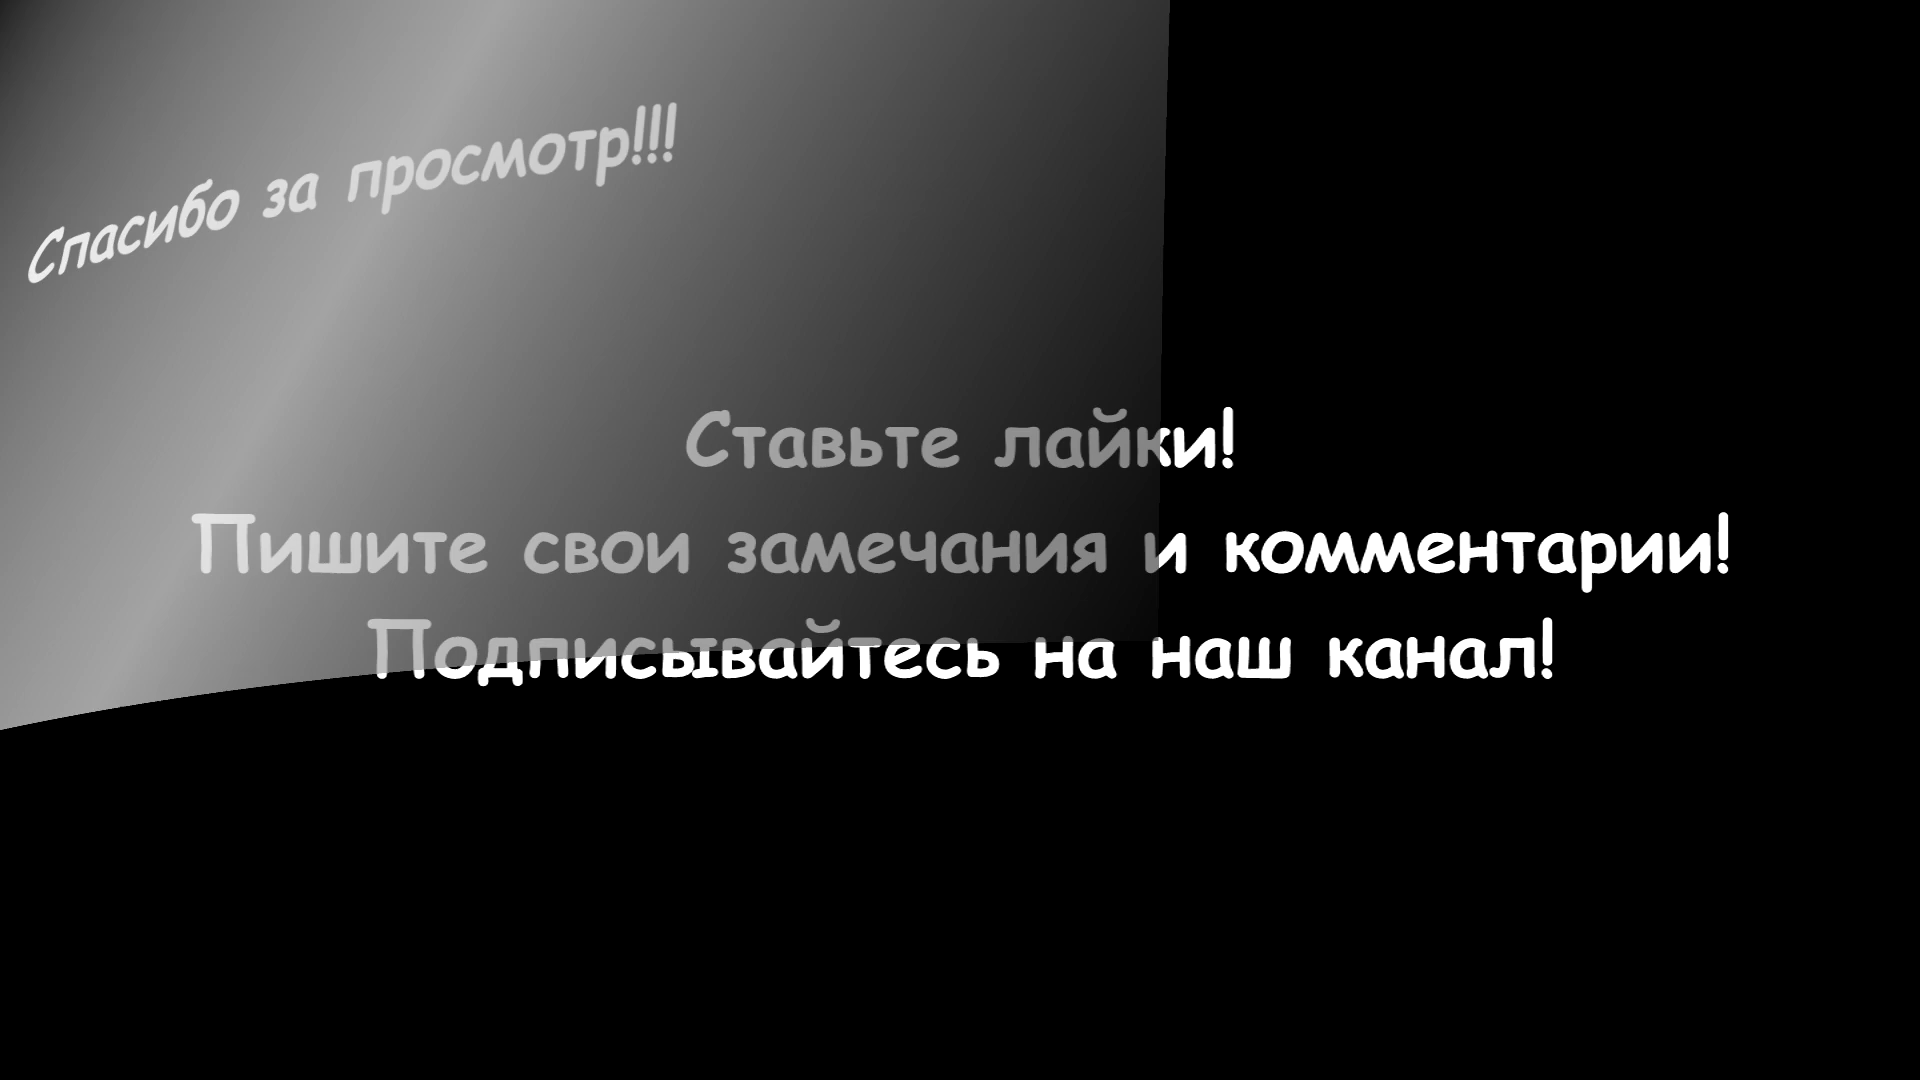 Спасибо за просмотр!!!
Ставьте лайки!
Пишите свои замечания и комментарии!
Подписывайтесь на наш канал!